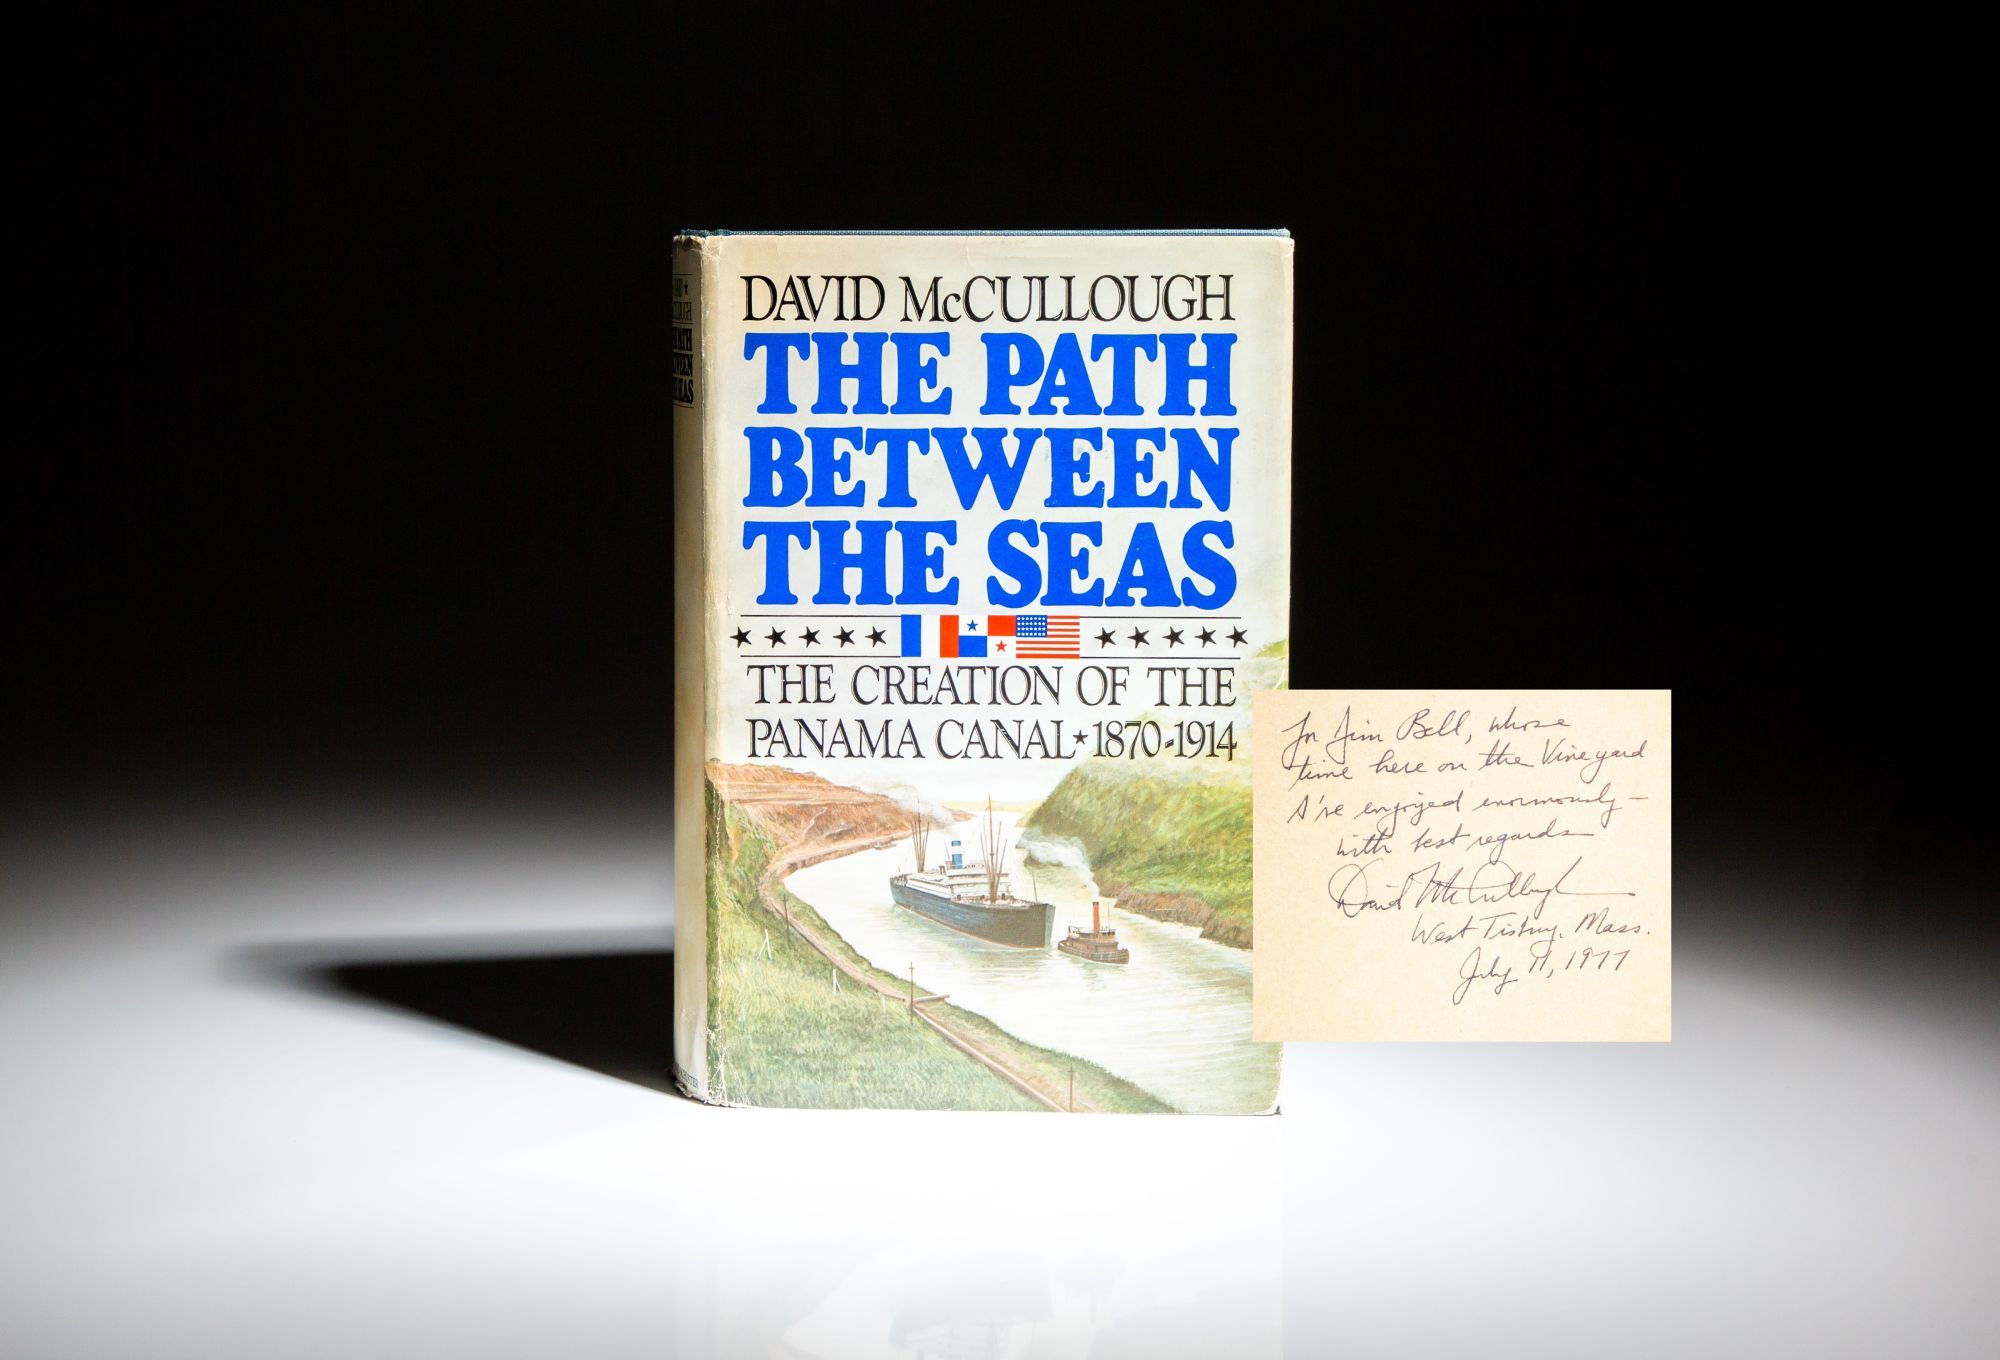 DAVID McCULLOUGH
THE PATH
BETWEEN
THE SEAS
THE CREATION OF THE
PANAMA CANAL ★ 1870-1914
For Jim Bell, whose
time here on the Vineyard
I've enjoyed enormously —
with best regards
David McCullough
West Tisbury, Mass.
July 11, 1977